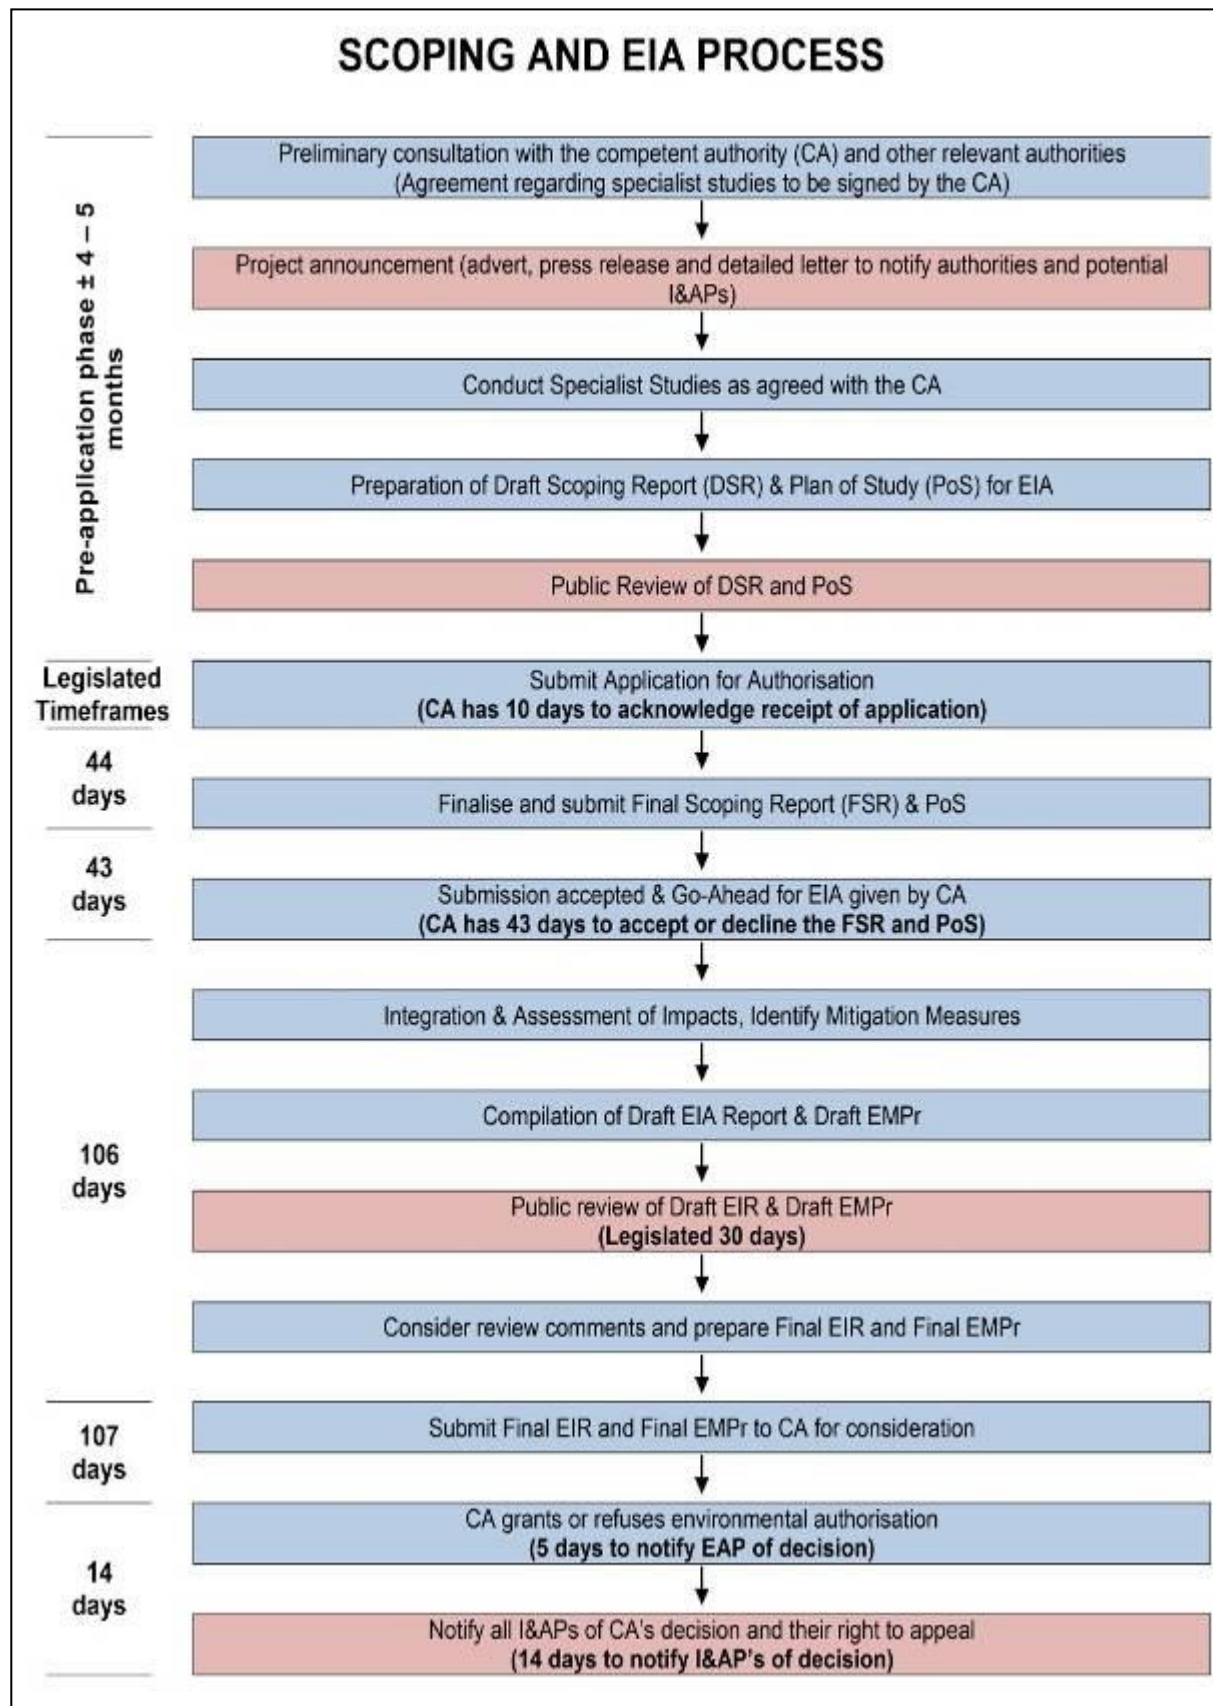 SCOPING AND EIA PROCESS
Pre-application phase ± 4 – 5
months
Preliminary consultation with the competent authority (CA) and other relevant authorities
(Agreement regarding specialist studies to be signed by the CA)
Project announcement (advert, press release and detailed letter to notify authorities and potential
I&APs)
Conduct Specialist Studies as agreed with the CA
Preparation of Draft Scoping Report (DSR) & Plan of Study (PoS) for EIA
Public Review of DSR and PoS
Legislated
Timeframes
Submit Application for Authorisation
(CA has 10 days to acknowledge receipt of application)
44
days
Finalise and submit Final Scoping Report (FSR) & PoS
43
days
Submission accepted & Go-Ahead for EIA given by CA
(CA has 43 days to accept or decline the FSR and PoS)
106
days
Integration & Assessment of Impacts, Identify Mitigation Measures
Compilation of Draft EIA Report & Draft EMPr
Public review of Draft EIR & Draft EMPr
(Legislated 30 days)
Consider review comments and prepare Final EIR and Final EMPr
107
days
Submit Final EIR and Final EMPr to CA for consideration
14
days
CA grants or refuses environmental authorisation
(5 days to notify EAP of decision)
Notify all I&APs of CA's decision and their right to appeal
(14 days to notify I&AP's of decision)